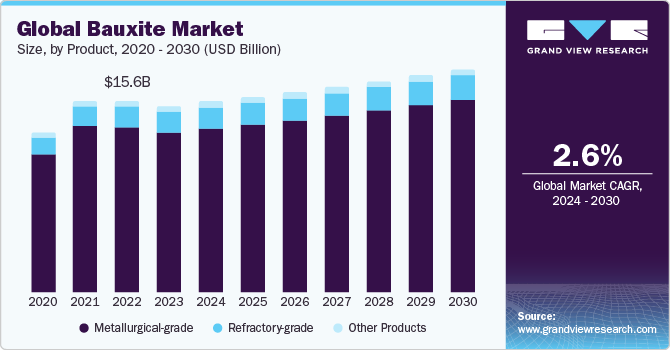 Global Bauxite Market
Size, by Product, 2020 - 2030 (USD Billion)
$15.6B
2020 2021 2022 2023 2024 2025 2026 2027 2028 2029 2030
Metallurgical-grade Refractory-grade Other Products
GRAND VIEW RESEARCH
2.6%
Global Market CAGR,
2024 - 2030
Source:
www.grandviewresearch.com